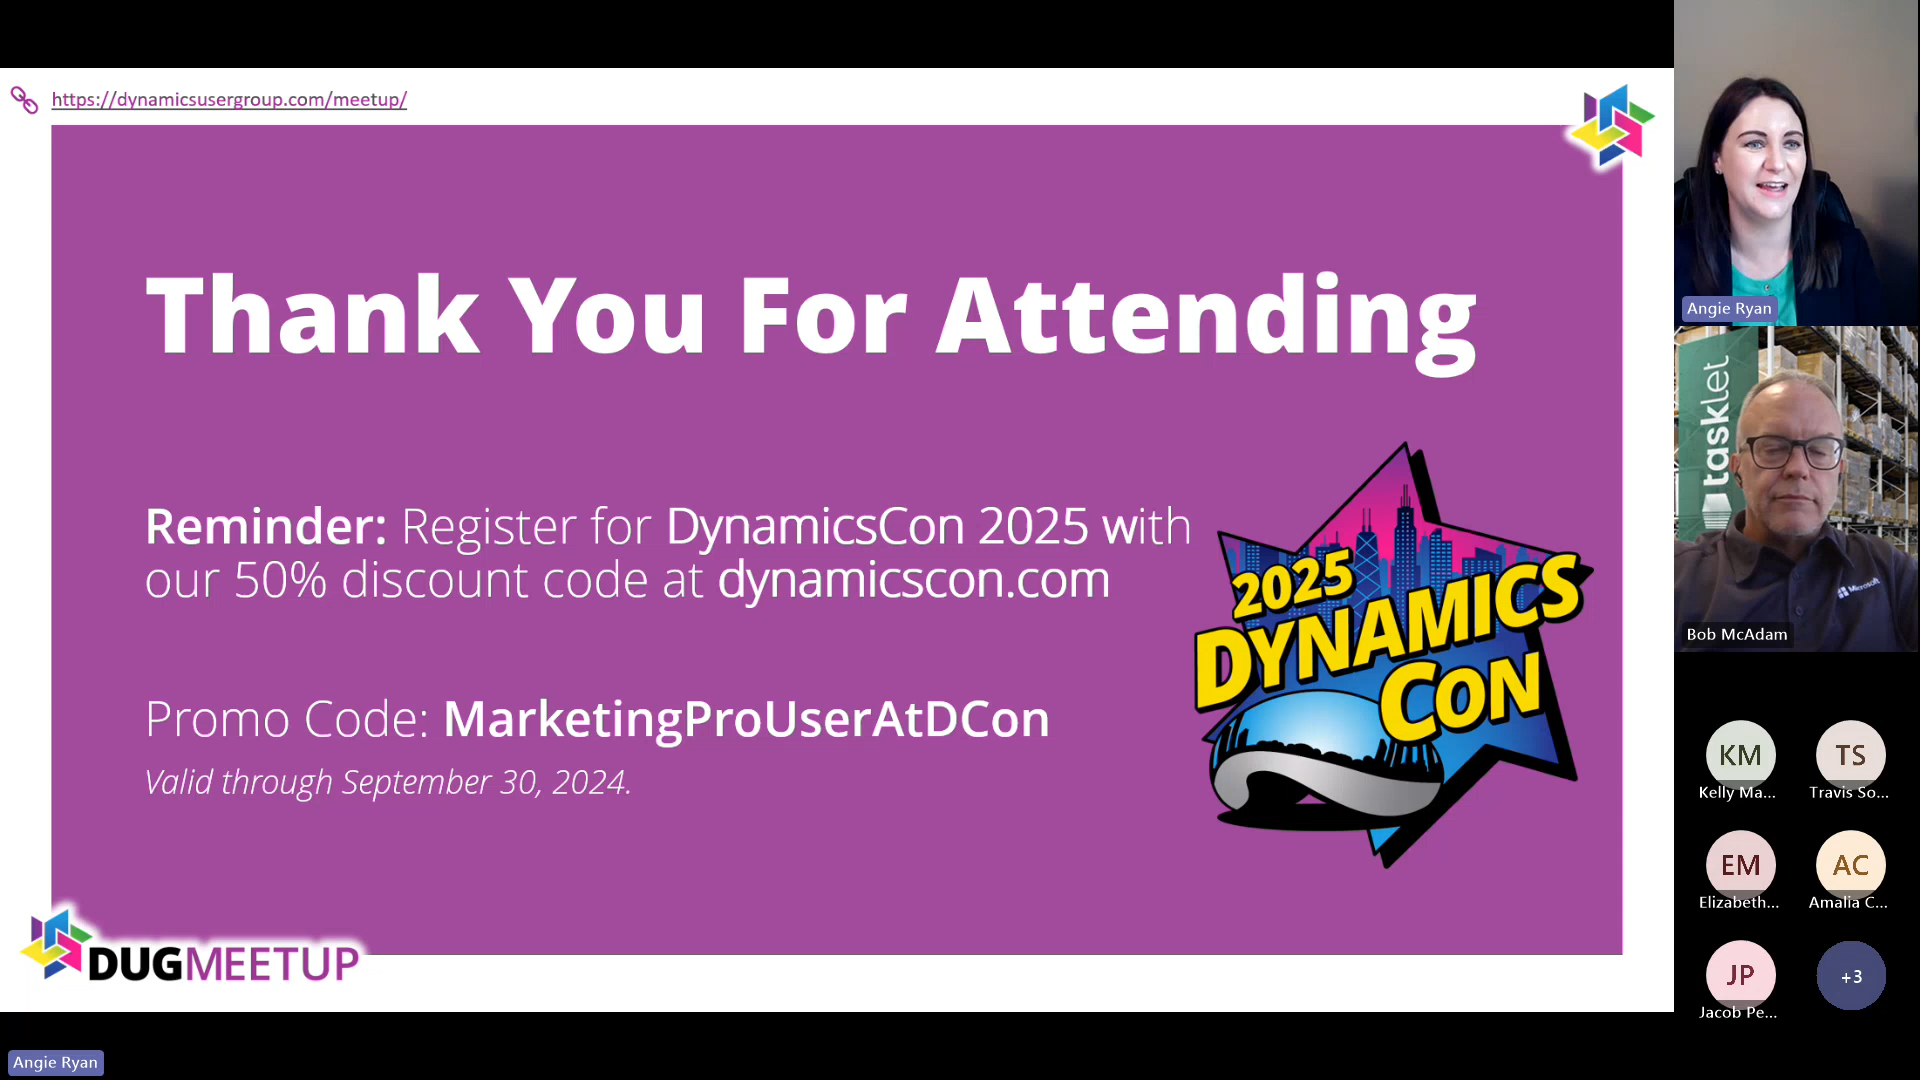 https://dynamicsusergroup.com/meetup/
Thank You For Attending
Reminder: Register for DynamicsCon 2025 with
our 50% discount code at dynamicscon.com
Promo Code: MarketingProUserAtDCon
Valid through September 30, 2024.
2025
DYNAMICS
CON
DUGMEETUP
Angie Ryan
Angie Ryan
tasklet
Microsoft
Bob McAdam
KM
Kelly Ma...
TS
Travis So...
EM
Elizabeth...
AC
Amalia C...
JP
Jacob Pe...
+3